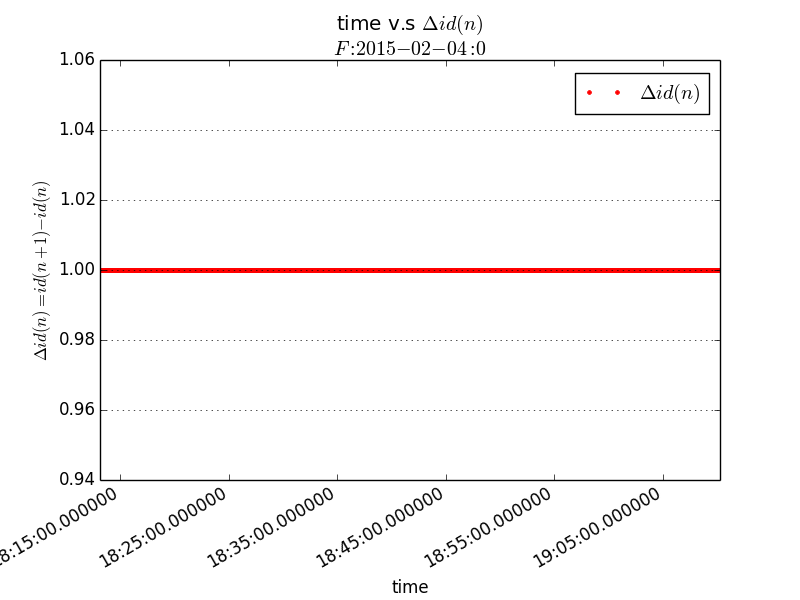 time v.s Δid(n)
F:2015−02−04:0
1.06
Δid(n)
1.04
1.02
Δid(n)=id(n+1)−id(n)
1.00
0.98
0.96
0.94
8:15:00.000000
18:25:00.000000
18:35:00.000000
18:45:00.000000
18:55:00.000000
19:05:00.000000
time